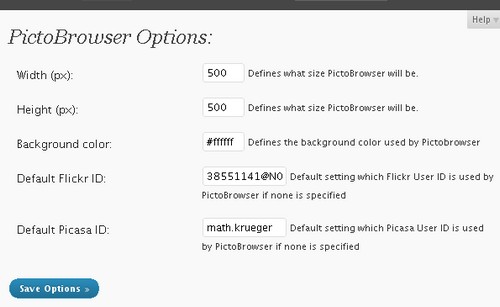 Help
PictoBrowser Options:
Width (px): 500 Defines what size PictoBrowser will be.
Height (px): 500 Defines what size PictoBrowser will be.
Background color: #ffffff Defines the background color used by Pictobrowser
Default Flickr ID: 38551141@N0 Default setting which Flickr User ID is used by
PictoBrowser if none is specified
Default Picasa ID: math.krueger Default setting which Picasa User ID is used
by PictoBrowser if none is specified
Save Options »